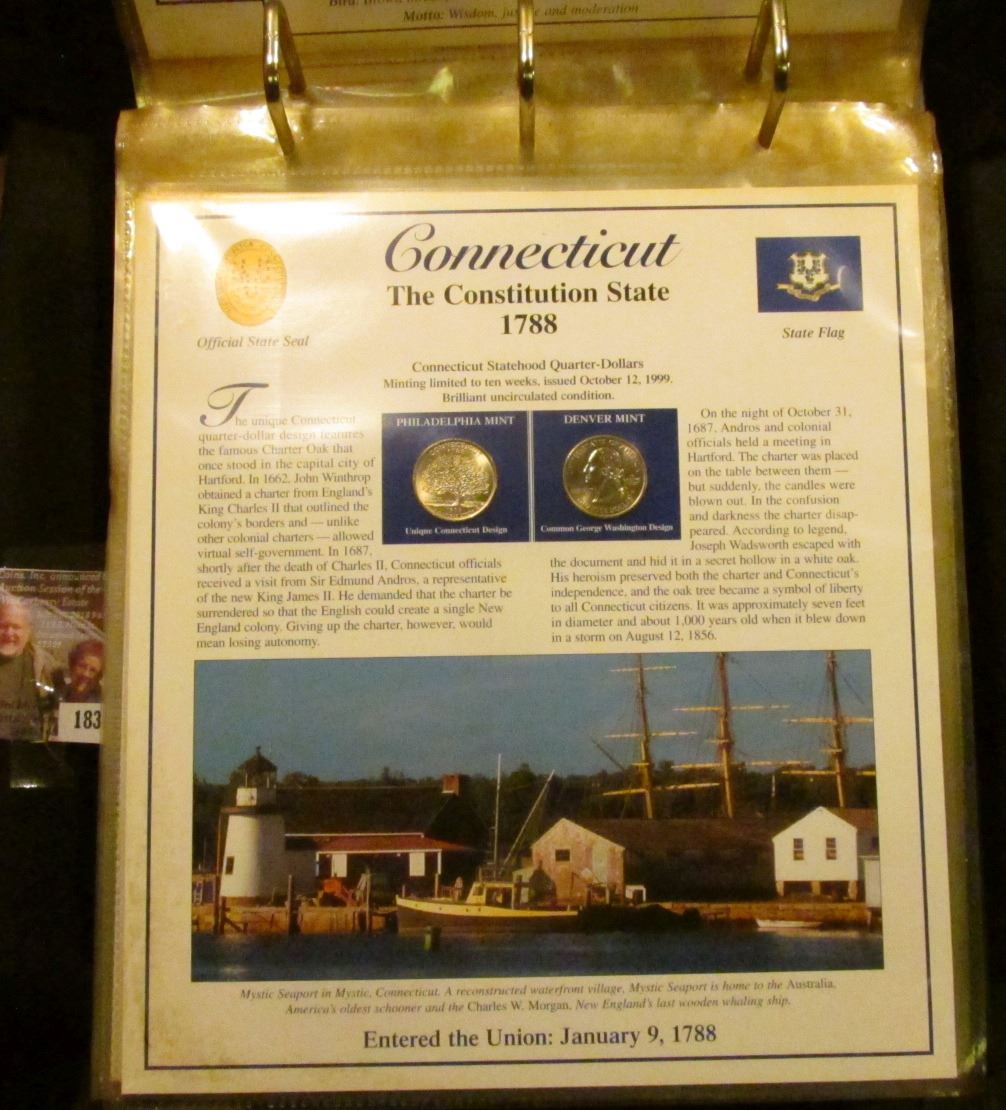 Motto: Wisdom, justice and moderation
Connecticut
The Constitution State
1788
Official State Seal
State Flag
Connecticut Statehood Quarter-Dollars
Minting limited to ten weeks, issued October 12, 1999.
Brilliant uncirculated condition.
PHILADELPHIA MINT
DENVER MINT
Unique Connecticut Design
Common George Washington Design
The unique Connecticut
quarter-dollar design features
the famous Charter Oak that
once stood in the capital city of
Hartford. In 1662, John Winthrop
obtained a charter from England's
King Charles II that outlined the
colony's borders and — unlike
other colonial charters — allowed
virtual self-government. In 1687,
shortly after the death of Charles II, Connecticut officials
received a visit from Sir Edmund Andros, a representative
of the new King James II. He demanded that the charter be
surrendered so that the English could create a single New
England colony. Giving up the charter, however, would
mean losing autonomy.
On the night of October 31,
1687, Andros and colonial
officials held a meeting in
Hartford. The charter was placed
on the table between them —
but suddenly, the candles were
blown out. In the confusion
and darkness the charter disap-
peared. According to legend,
Joseph Wadsworth escaped with
the document and hid it in a secret hollow in a white oak.
His heroism preserved both the charter and Connecticut's
independence, and the oak tree became a symbol of liberty
to all Connecticut citizens. It was approximately seven feet
in diameter and about 1,000 years old when it blew down
in a storm on August 12, 1856.
Mystic Seaport in Mystic, Connecticut. A reconstructed waterfront village, Mystic Seaport is home to the Australia,
America's oldest schooner and the Charles W. Morgan, New England's last wooden whaling ship.
Entered the Union: January 9, 1788
183